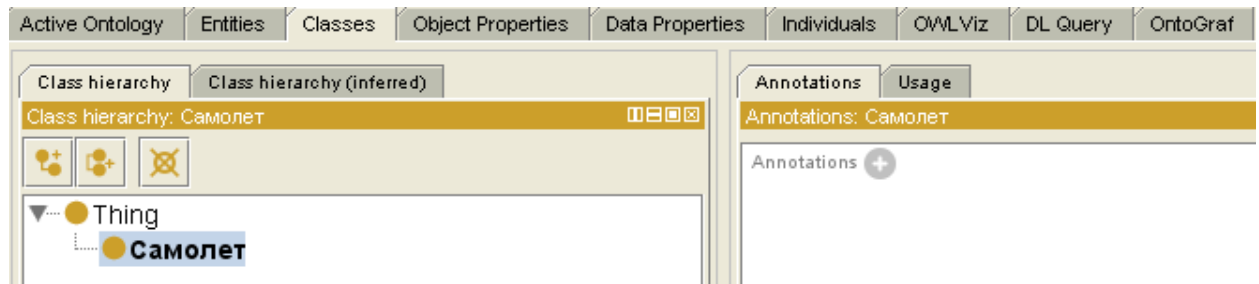 Active Ontology Entities Classes Object Properties Data Properties Individuals OWLViz DL Query OntoGraf
Class hierarchy Class hierarchy (inferred) Annotations Usage
Class hierarchy: Самолет Annotations: Самолет
Annotations
Thing
Самолет